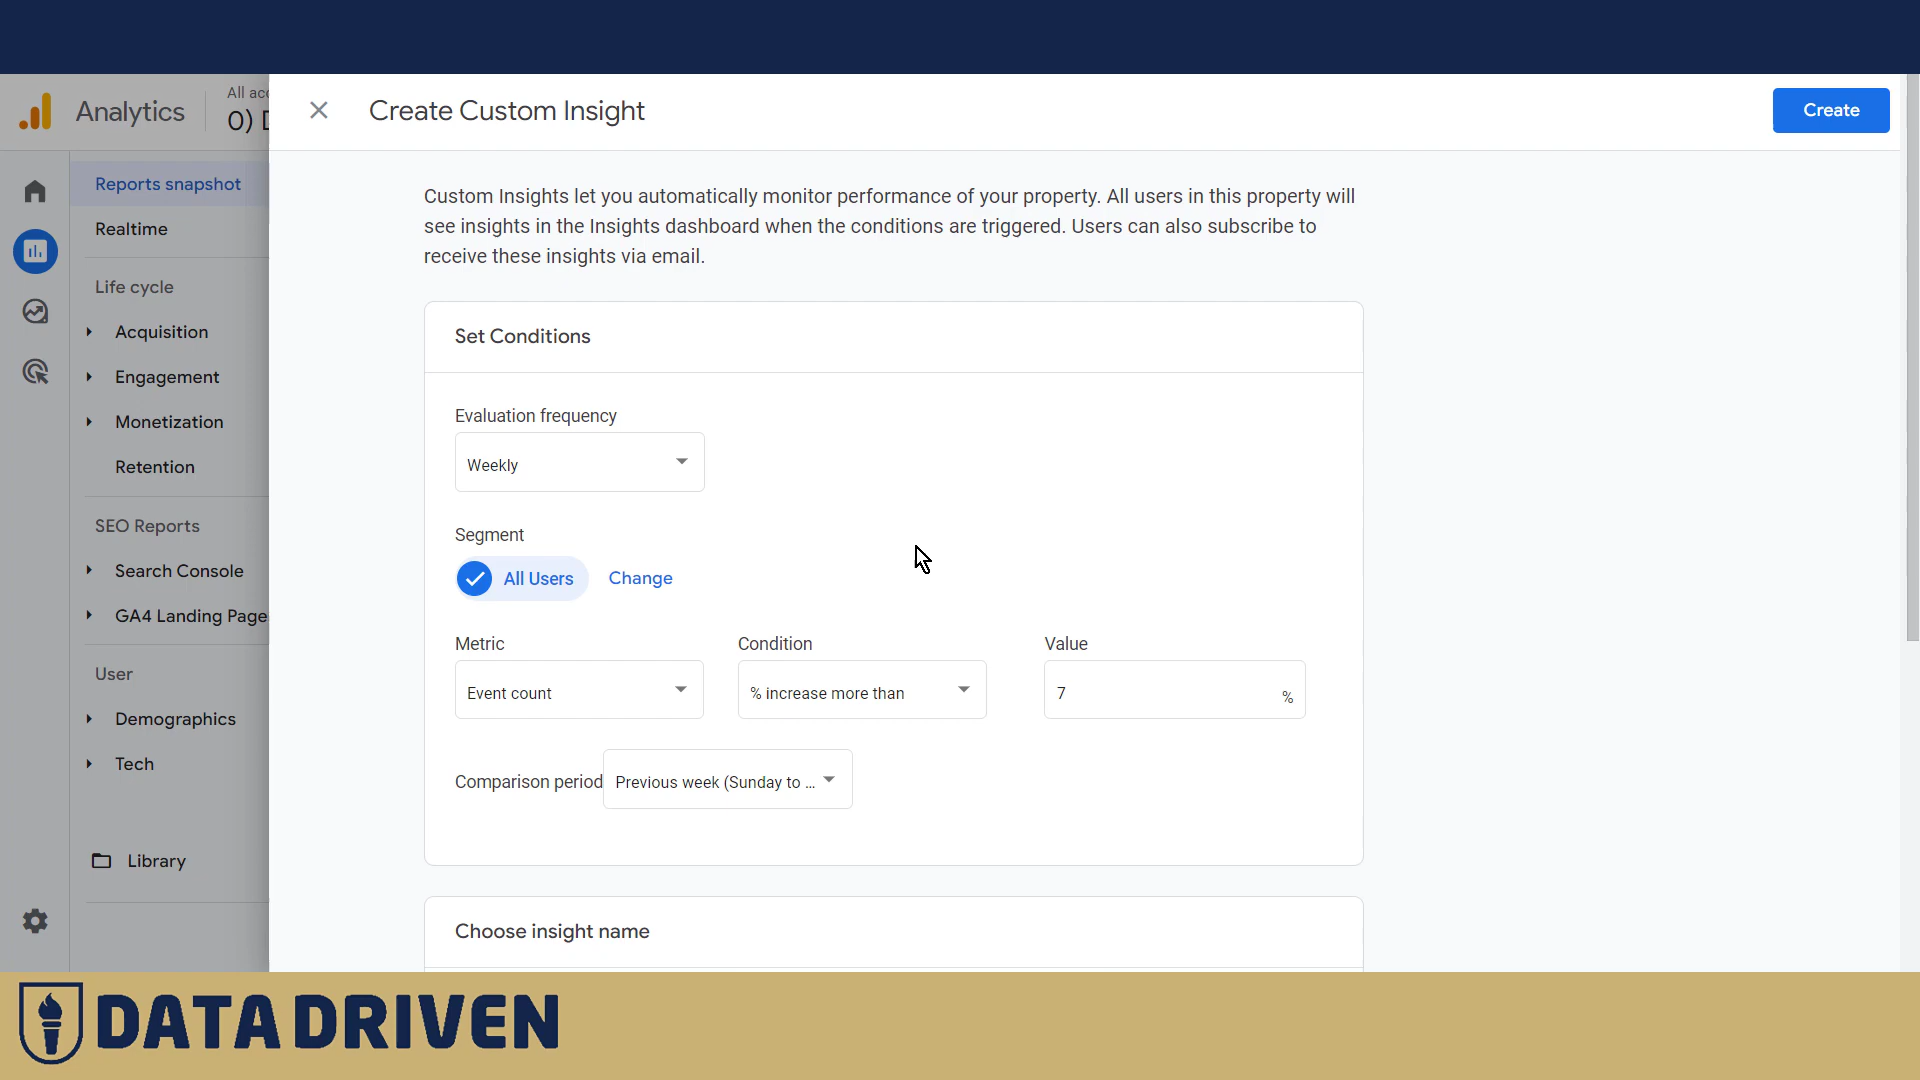 Analytics
All acc
0) D
Create Custom Insight
Create
Reports snapshot
Realtime
Life cycle
Acquisition
Engagement
Monetization
Retention
SEO Reports
Search Console
GA4 Landing Page
User
Demographics
Tech
Library
Custom Insights let you automatically monitor performance of your property. All users in this property will
see insights in the Insights dashboard when the conditions are triggered. Users can also subscribe to
receive these insights via email.
Set Conditions
Evaluation frequency
Weekly
Segment
All Users Change
Metric Condition Value
Event count % increase more than 7 %
Comparison period Previous week (Sunday to ...
Choose insight name
DATA DRIVEN